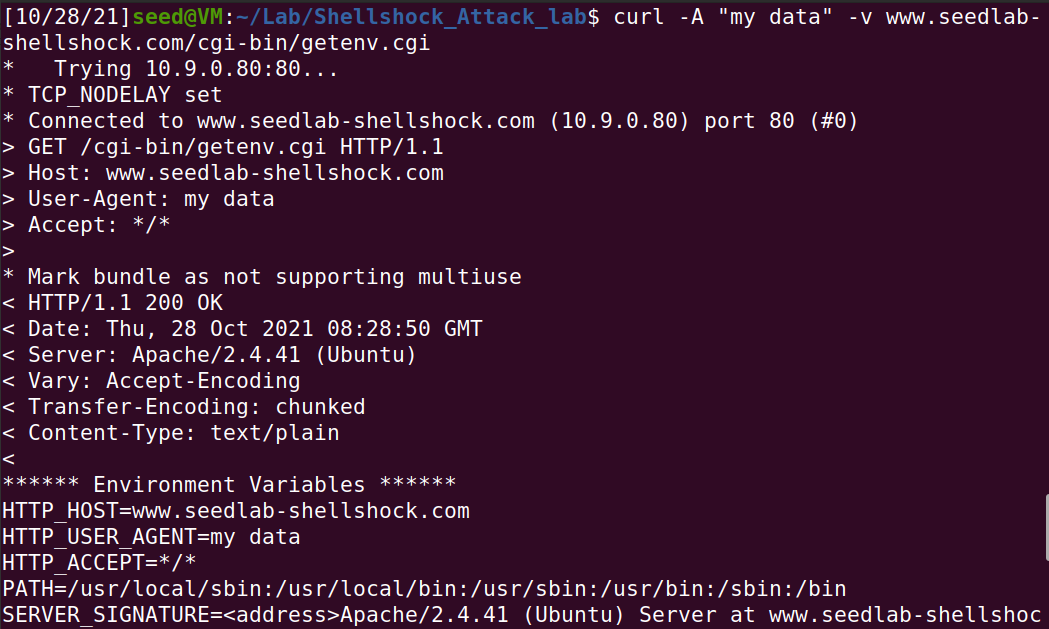 [10/28/21]seed@VM:~/Lab/Shellshock_Attack_lab$ curl -A "my data" -v www.seedlab-
shellshock.com/cgi-bin/getenv.cgi
*   Trying 10.9.0.80:80...
* TCP_NODELAY set
* Connected to www.seedlab-shellshock.com (10.9.0.80) port 80 (#0)
> GET /cgi-bin/getenv.cgi HTTP/1.1
> Host: www.seedlab-shellshock.com
> User-Agent: my data
> Accept: */*
>
* Mark bundle as not supporting multiuse
< HTTP/1.1 200 OK
< Date: Thu, 28 Oct 2021 08:28:50 GMT
< Server: Apache/2.4.41 (Ubuntu)
< Vary: Accept-Encoding
< Transfer-Encoding: chunked
< Content-Type: text/plain
<
****** Environment Variables ******
HTTP_HOST=www.seedlab-shellshock.com
HTTP_USER_AGENT=my data
HTTP_ACCEPT=*/*
PATH=/usr/local/sbin:/usr/local/bin:/usr/sbin:/usr/bin:/sbin:/bin
SERVER_SIGNATURE=<address>Apache/2.4.41 (Ubuntu) Server at www.seedlab-shellshoc